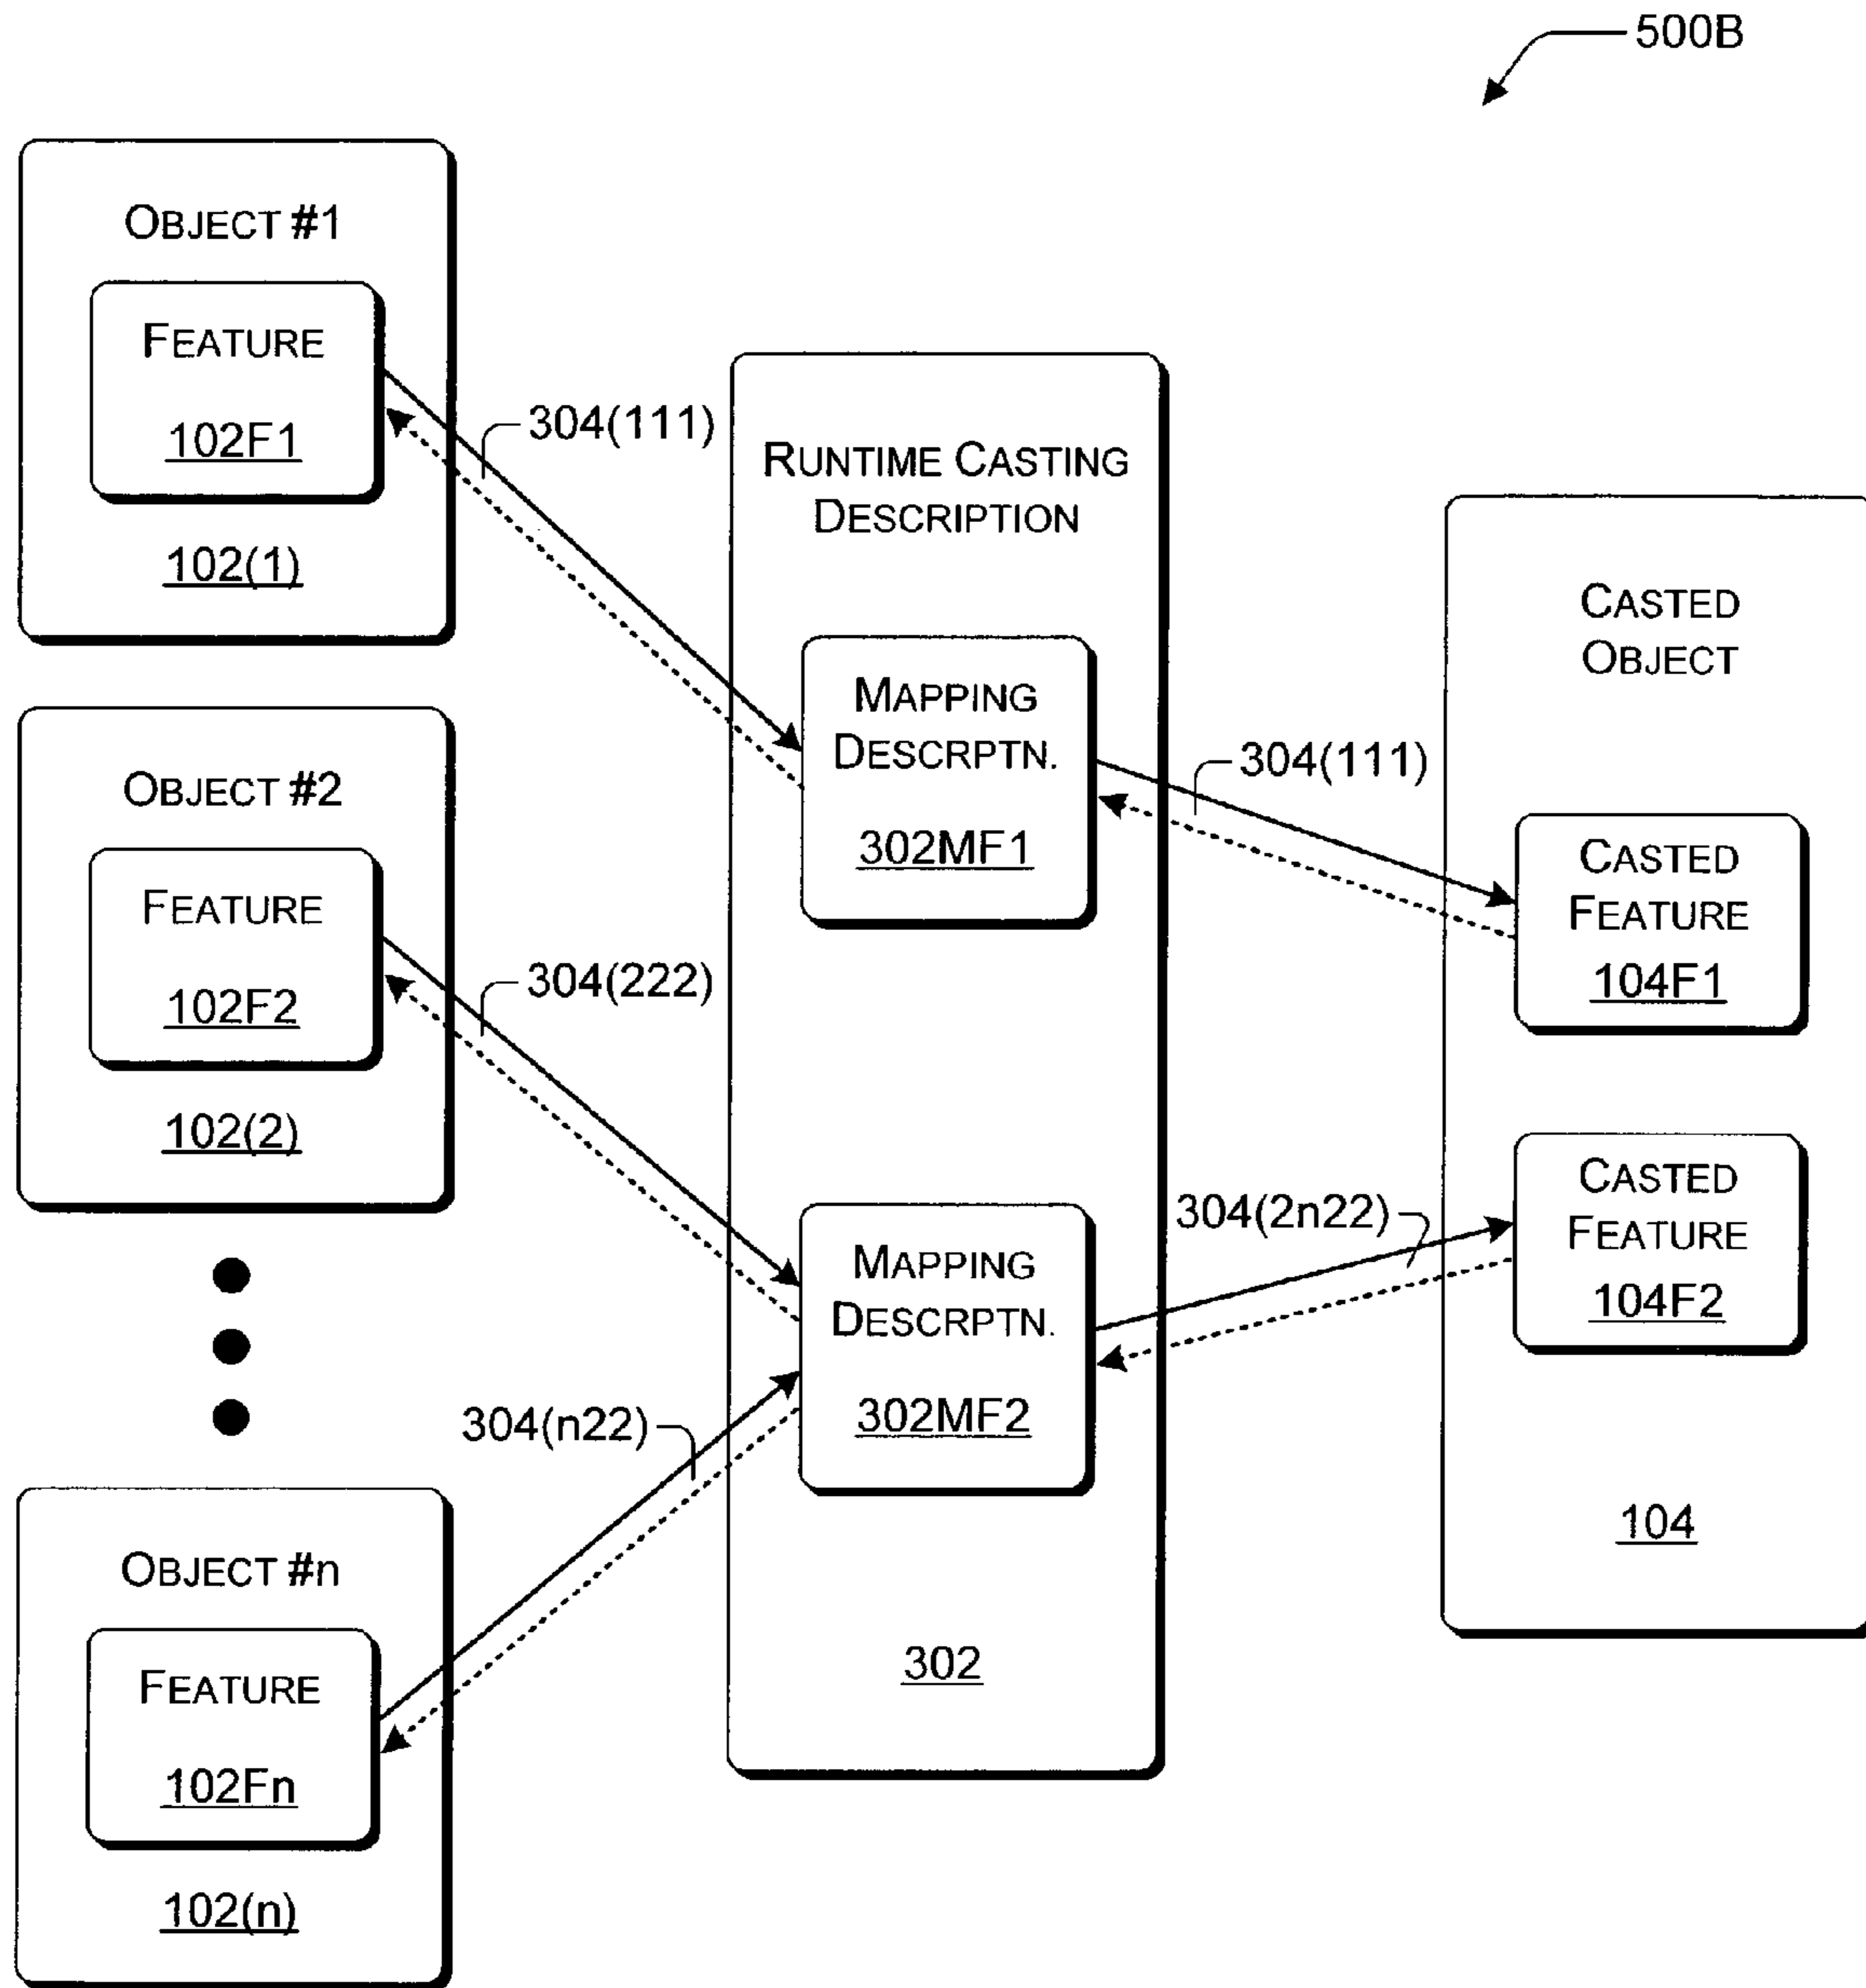 500B
OBJECT #1
FEATURE
102F1
102(1)
304(111)
OBJECT #2
FEATURE
102F2
102(2)
304(222)
OBJECT #n
FEATURE
102Fn
102(n)
304(n22)
RUNTIME CASTING
DESCRIPTION
MAPPING
DESCRPTN.
302MF1
MAPPING
DESCRPTN.
302MF2
302
304(111)
304(2n22)
CASTED
OBJECT
CASTED
FEATURE
104F1
CASTED
FEATURE
104F2
104